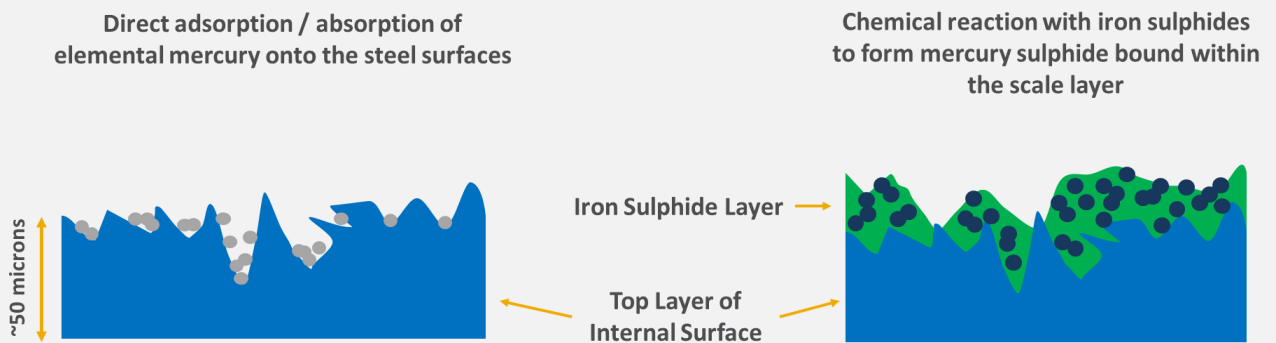 Direct adsorption / absorption of
elemental mercury onto the steel surfaces
Chemical reaction with iron sulphides
to form mercury sulphide bound within
the scale layer
~50 microns
Iron Sulphide Layer
Top Layer of
Internal Surface